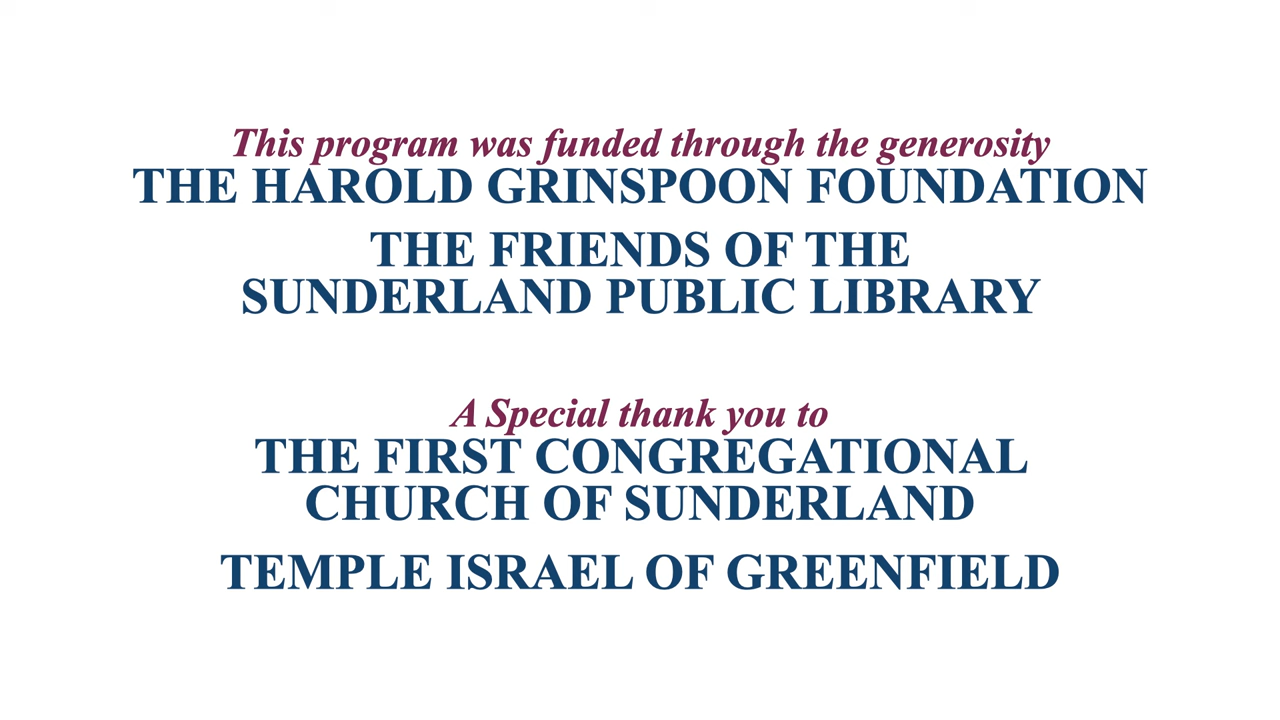 This program was funded through the generosity
THE HAROLD GRINSPOON FOUNDATION
THE FRIENDS OF THE
SUNDERLAND PUBLIC LIBRARY
A Special thank you to
THE FIRST CONGREGATIONAL
CHURCH OF SUNDERLAND
TEMPLE ISRAEL OF GREENFIELD